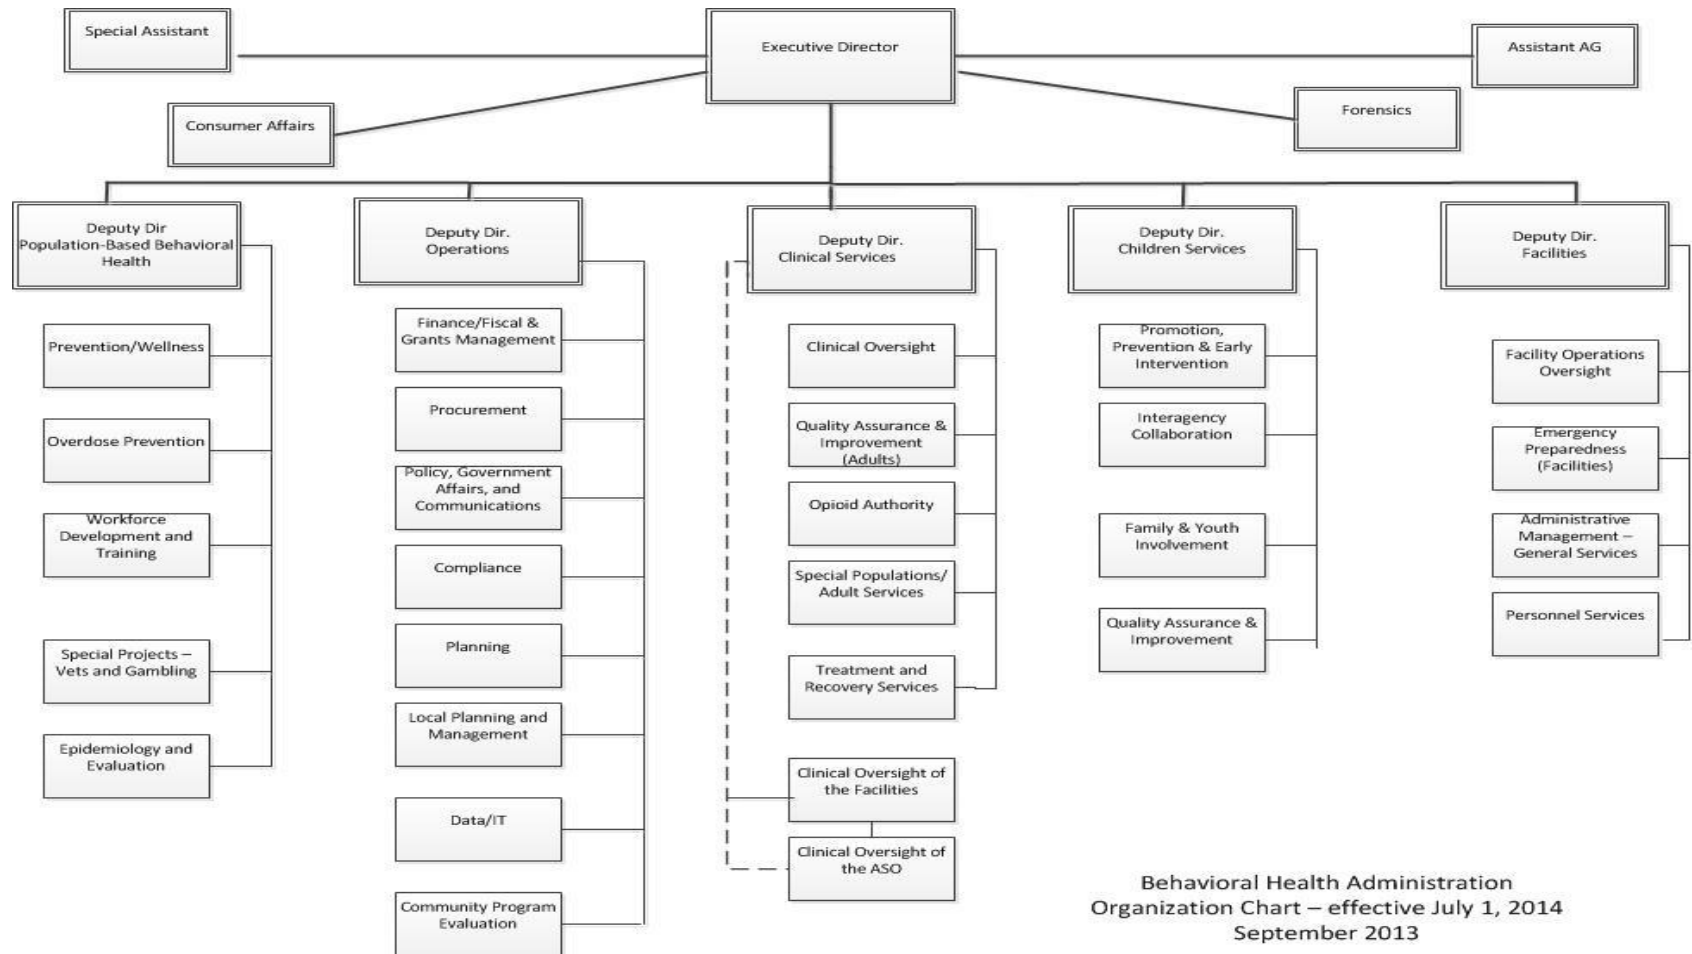 Special Assistant
Executive Director
Assistant AG
Consumer Affairs
Forensics
Deputy Dir
Population-Based Behavioral
Health
Prevention/Wellness
Overdose Prevention
Workforce
Development and
Training
Special Projects –
Vets and Gambling
Epidemiology and
Evaluation
Deputy Dir.
Operations
Finance/Fiscal &
Grants Management
Procurement
Policy, Government
Affairs, and
Communications
Compliance
Planning
Local Planning and
Management
Data/IT
Community Program
Evaluation
Deputy Dir.
Clinical Services
Clinical Oversight
Quality Assurance &
Improvement
(Adults)
Opioid Authority
Special Populations/
Adult Services
Treatment and
Recovery Services
Clinical Oversight of
the Facilities
Clinical Oversight of
the ASO
Deputy Dir.
Children Services
Promotion,
Prevention & Early
Intervention
Interagency
Collaboration
Family & Youth
Involvement
Quality Assurance &
Improvement
Deputy Dir.
Facilities
Facility Operations
Oversight
Emergency
Preparedness
(Facilities)
Administrative
Management –
General Services
Personnel Services
Behavioral Health Administration
Organization Chart – effective July 1, 2014
September 2013